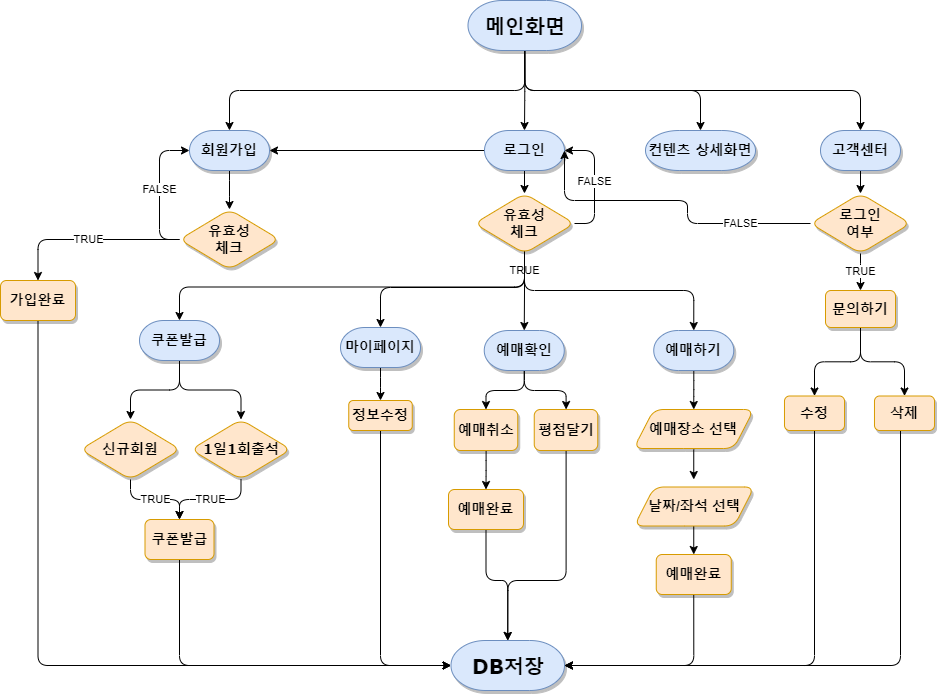 메인화면
회원가입
로그인
컨텐츠 상세화면
고객센터
FALSE
FALSE
유효성
체크
유효성
체크
로그인
여부
FALSE
TRUE
TRUE
TRUE
가입완료
문의하기
쿠폰발급
마이페이지
예매확인
예매하기
정보수정
수정
삭제
예매취소
평점달기
예매장소 선택
신규회원
1일1회출석
TRUE
TRUE
예매완료
날짜/좌석 선택
쿠폰발급
예매완료
DB저장